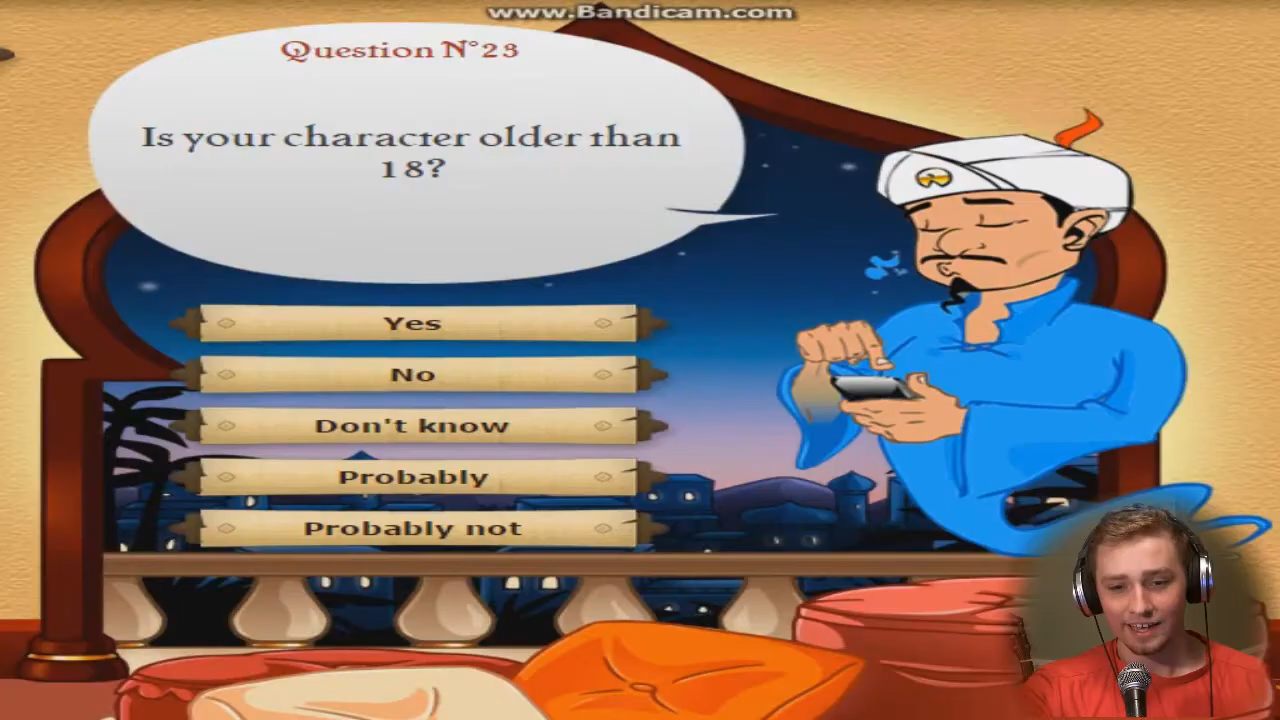 www.Bandicam.com
Question N°23
Is your character older than
18?
Yes
No
Don't know
Probably
Probably not